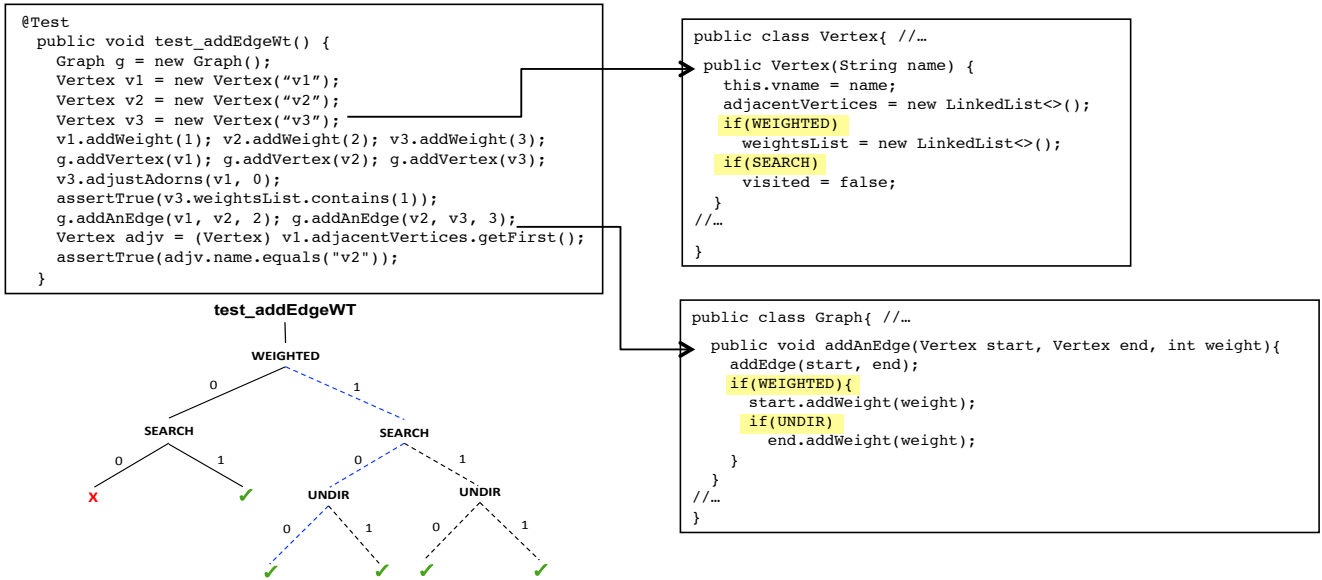 @Test
public void test_addEdgeWt() {
Graph g = new Graph();
Vertex v1 = new Vertex(“v1”);
Vertex v2 = new Vertex(“v2”);
Vertex v3 = new Vertex(“v3”);
v1.addWeight(1); v2.addWeight(2); v3.addWeight(3);
g.addVertex(v1); g.addVertex(v2); g.addVertex(v3);
v3.adjustAdorns(v1, 0);
assertTrue(v3.weightsList.contains(1));
g.addAnEdge(v1, v2, 2); g.addAnEdge(v2, v3, 3);
Vertex adjv = (Vertex) v1.adjacentVertices.getFirst();
assertTrue(adjv.name.equals("v2"));
}
public class Vertex{ //…
public Vertex(String name) {
this.vname = name;
adjacentVertices = new LinkedList<>();
if(WEIGHTED)
weightsList = new LinkedList<>();
if(SEARCH)
visited = false;
}
//…
}
public class Graph{ //…
public void addAnEdge(Vertex start, Vertex end, int weight){
addEdge(start, end);
if(WEIGHTED){
start.addWeight(weight);
if(UNDIR)
end.addWeight(weight);
}
}
//…
}
test_addEdgeWT
WEIGHTED
0 1
SEARCH SEARCH
0 1 0 1
x ✓ UNDIR UNDIR
0 1 0 1
✓ ✓ ✓ ✓